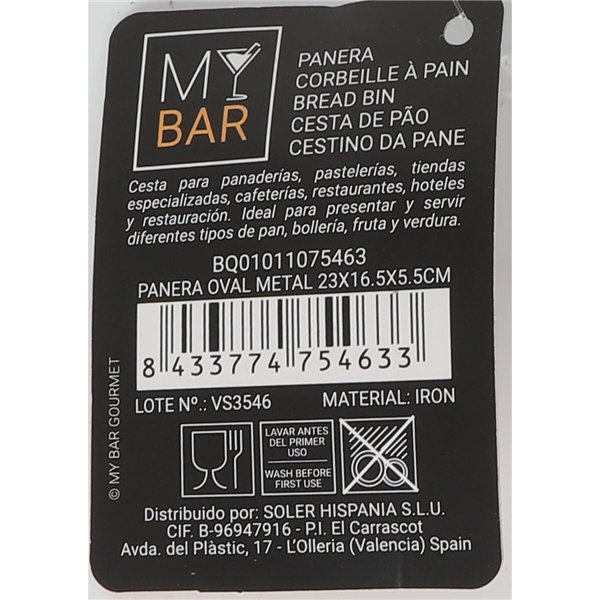 MY
BAR
PANERA
CORBEILLE À PAIN
BREAD BIN
CESTA DE PÃO
CESTINO DA PANE
Cesta para panaderías, pastelerías, tiendas
especializadas, cafeterías, restaurantes, hoteles
y restauración. Ideal para presentar y servir
diferentes tipos de pan, bollería, fruta y verdura.
BQ01011075463
PANERA OVAL METAL 23X16.5X5.5CM
8 433774 754633
LOTE Nº.: VS3546 MATERIAL: IRON
LAVAR ANTES
DEL PRIMER
USO
WASH BEFORE
FIRST USE
© MY BAR GOURMET
Distribuido por: SOLER HISPANIA S.L.U.
CIF. B-96947916 - P.I. El Carrascot
Avda. del Plàstic, 17 - L'Olleria (Valencia) Spain